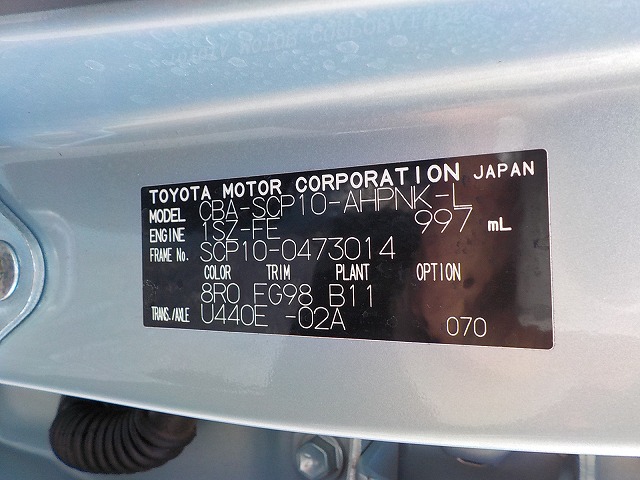 TOYOTA MOTOR CORPORATION JAPAN
MODEL CBA-SCP10-AHPNK-L
ENGINE 1SZ-FE 997 mL
FRAME No. SCP10-0473014
COLOR TRIM PLANT OPTION
8R0 FG98 B11
TRANS./AXLE U440E -02A 070